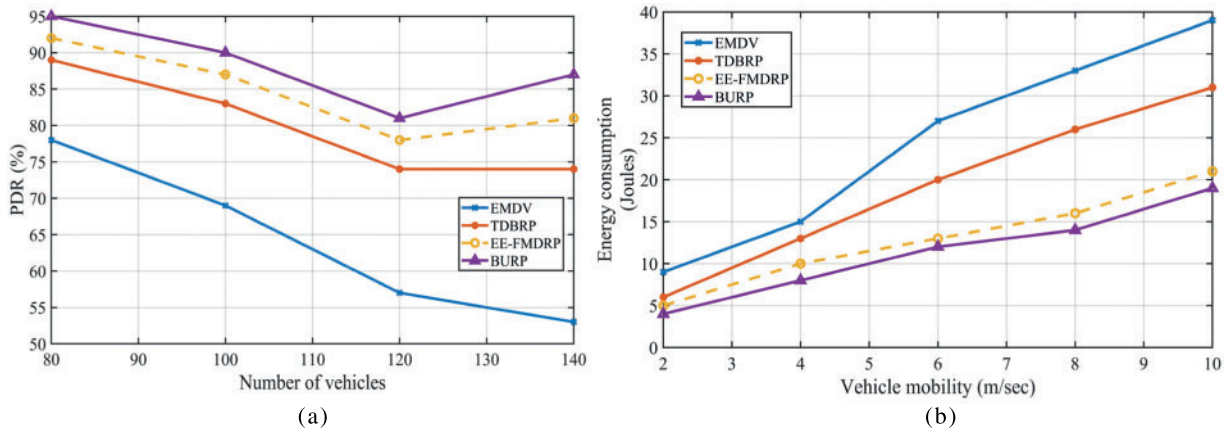 95
90
85
80
75
70
65
60
55
50
PDR (%)
EMDV
TDBRP
EE-FMDRP
BURP
80 90 100 110 120 130 140
Number of vehicles
(a)
40
35
30
25
20
15
10
5
0
Energy consumption
(Joules)
EMDV
TDBRP
EE-FMDRP
BURP
2 3 4 5 6 7 8 9 10
Vehicle mobility (m/sec)
(b)